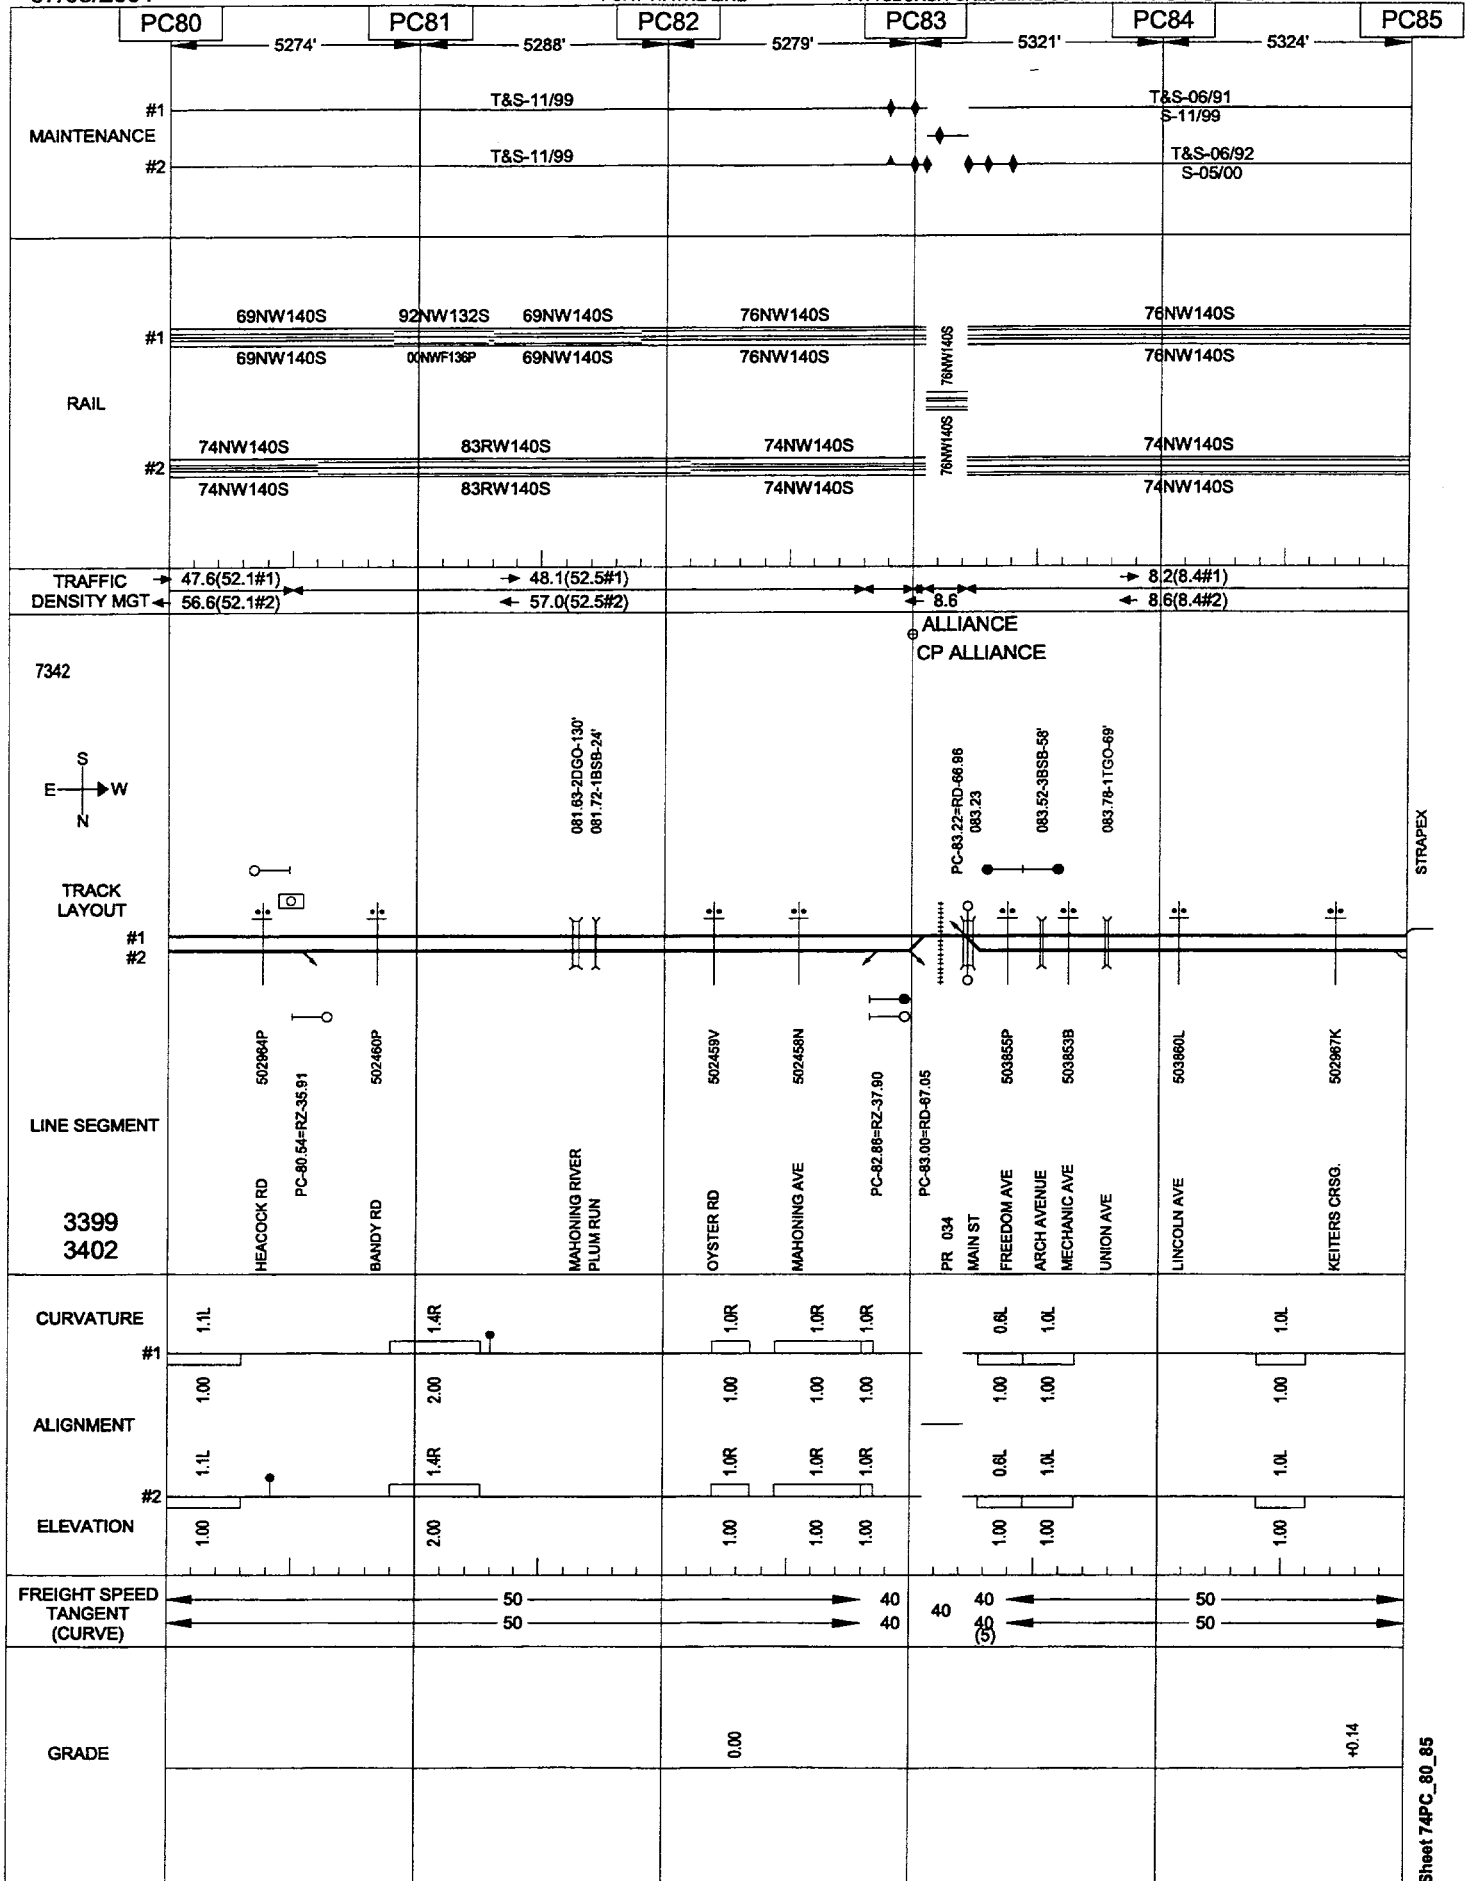 PC80 PC81 PC82 PC83 PC84 PC85
5274' 5288' 5279' 5321' 5324'
MAINTENANCE
#1 T&S-11/99 T&S-06/91
S-11/99
#2 T&S-11/99 T&S-06/92
S-05/00
RAIL
69NW140S 92NW132S 69NW140S 76NW140S 76NW140S
#1
69NW140S 00NWF136P 69NW140S 76NW140S 76NW140S
76NW140S
76NW140S
74NW140S 83RW140S 74NW140S 74NW140S
#2
74NW140S 83RW140S 74NW140S 74NW140S
TRAFFIC 47.6(52.1#1) 48.1(52.5#1) 8.2(8.4#1)
DENSITY MGT 56.6(52.1#2) 57.0(52.5#2) 8.6 8.6(8.4#2)
ALLIANCE
CP ALLIANCE
7342
S
E W
N
081.63-2DGO-130'
081.72-1BSB-24'
PC-83.22=RD-66.96
083.23
083.52-3BSB-58'
083.78-1TGO-69'
STRAPEX
TRACK
LAYOUT
#1
#2
502964P
PC-80.54=RZ-35.91
502460P
502459V
502458N
PC-82.86=RZ-37.90
PC-83.00=RD-67.05
503855P
503853B
503860L
502967K
LINE SEGMENT
3399
3402
HEACOCK RD
BANDY RD
MAHONING RIVER
PLUM RUN
OYSTER RD
MAHONING AVE
PR 034
MAIN ST
FREEDOM AVE
ARCH AVENUE
MECHANIC AVE
UNION AVE
LINCOLN AVE
KEITERS CRSG.
CURVATURE
1.1L 1.4R 1.0R 1.0R 1.0R 0.6L 1.0L 1.0L
#1
1.00 2.00 1.00 1.00 1.00 1.00 1.00 1.00
ALIGNMENT
1.1L 1.4R 1.0R 1.0R 1.0R 0.6L 1.0L 1.0L
#2
ELEVATION
1.00 2.00 1.00 1.00 1.00 1.00 1.00 1.00
FREIGHT SPEED
TANGENT
(CURVE)
50 40 40 40 50
50 40 40 50
(5)
GRADE
0.00 +0.14
Sheet 74PC_80_85